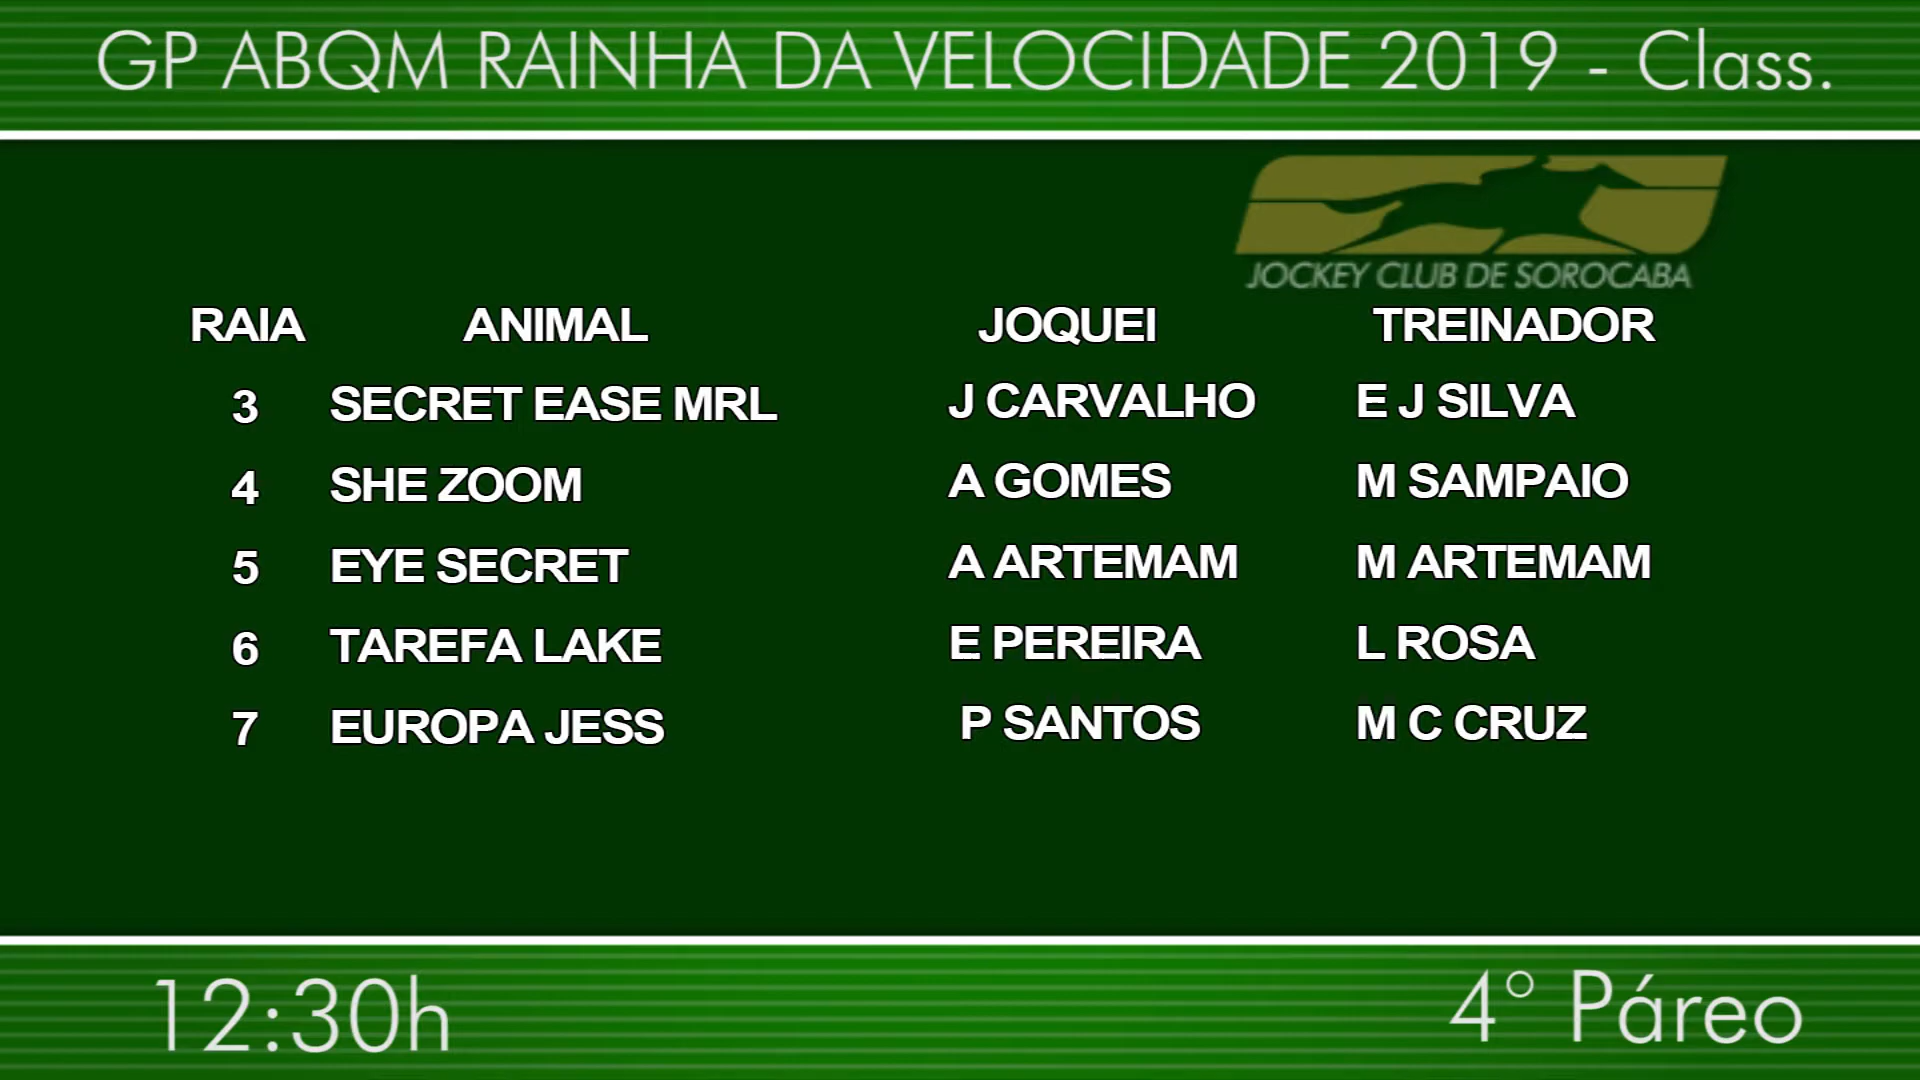 GP ABQM RAINHA DA VELOCIDADE 2019 - Class.
JOCKEY CLUB DE SOROCABA
RAIA ANIMAL JOQUEI TREINADOR
3 SECRET EASE MRL J CARVALHO E J SILVA
4 SHE ZOOM A GOMES M SAMPAIO
5 EYE SECRET A ARTEMAM M ARTEMAM
6 TAREFA LAKE E PEREIRA L ROSA
7 EUROPA JESS P SANTOS M C CRUZ
12:30h 4° Páreo